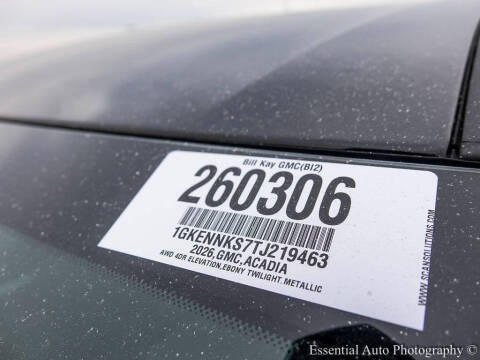 Bill Kay GMC(BI2)
260306
1GKENNKS7TJ219463
2026,GMC,ACADIA
AWD 4DR ELEVATION,EBONY TWILIGHT METALLIC
WWW.SCANSOLUTIONS.COM
Essential Auto Photography ©